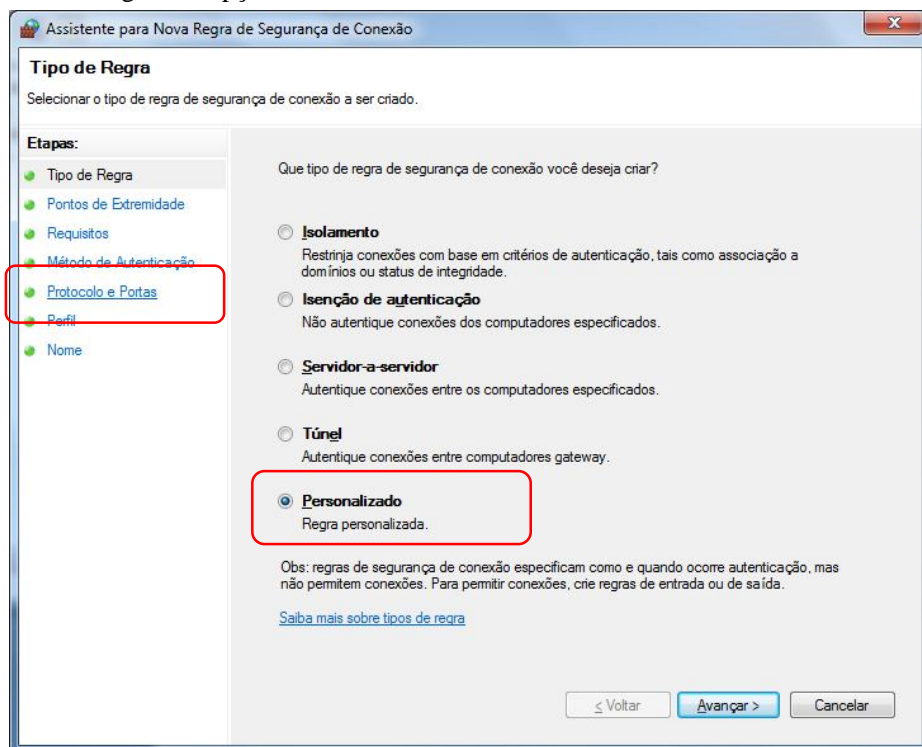 Assistente para Nova Regra de Segurança de Conexão
Tipo de Regra
Selecionar o tipo de regra de segurança de conexão a ser criado.
Etapas:
Tipo de Regra
Pontos de Extremidade
Requisitos
Método de Autenticação
Protocolo e Portas
Perfil
Nome
Que tipo de regra de segurança de conexão você deseja criar?
Isolamento
Restrinja conexões com base em critérios de autenticação, tais como associação a
domínios ou status de integridade.
Isenção de autenticação
Não autentique conexões dos computadores especificados.
Servidor-a-servidor
Autentique conexões entre os computadores especificados.
Túnel
Autentique conexões entre computadores gateway.
Personalizado
Regra personalizada.
Obs: regras de segurança de conexão especificam como e quando ocorre autenticação, mas
não permitem conexões. Para permitir conexões, crie regras de entrada ou de saída.
Saiba mais sobre tipos de regra
< Voltar
Avançar >
Cancelar